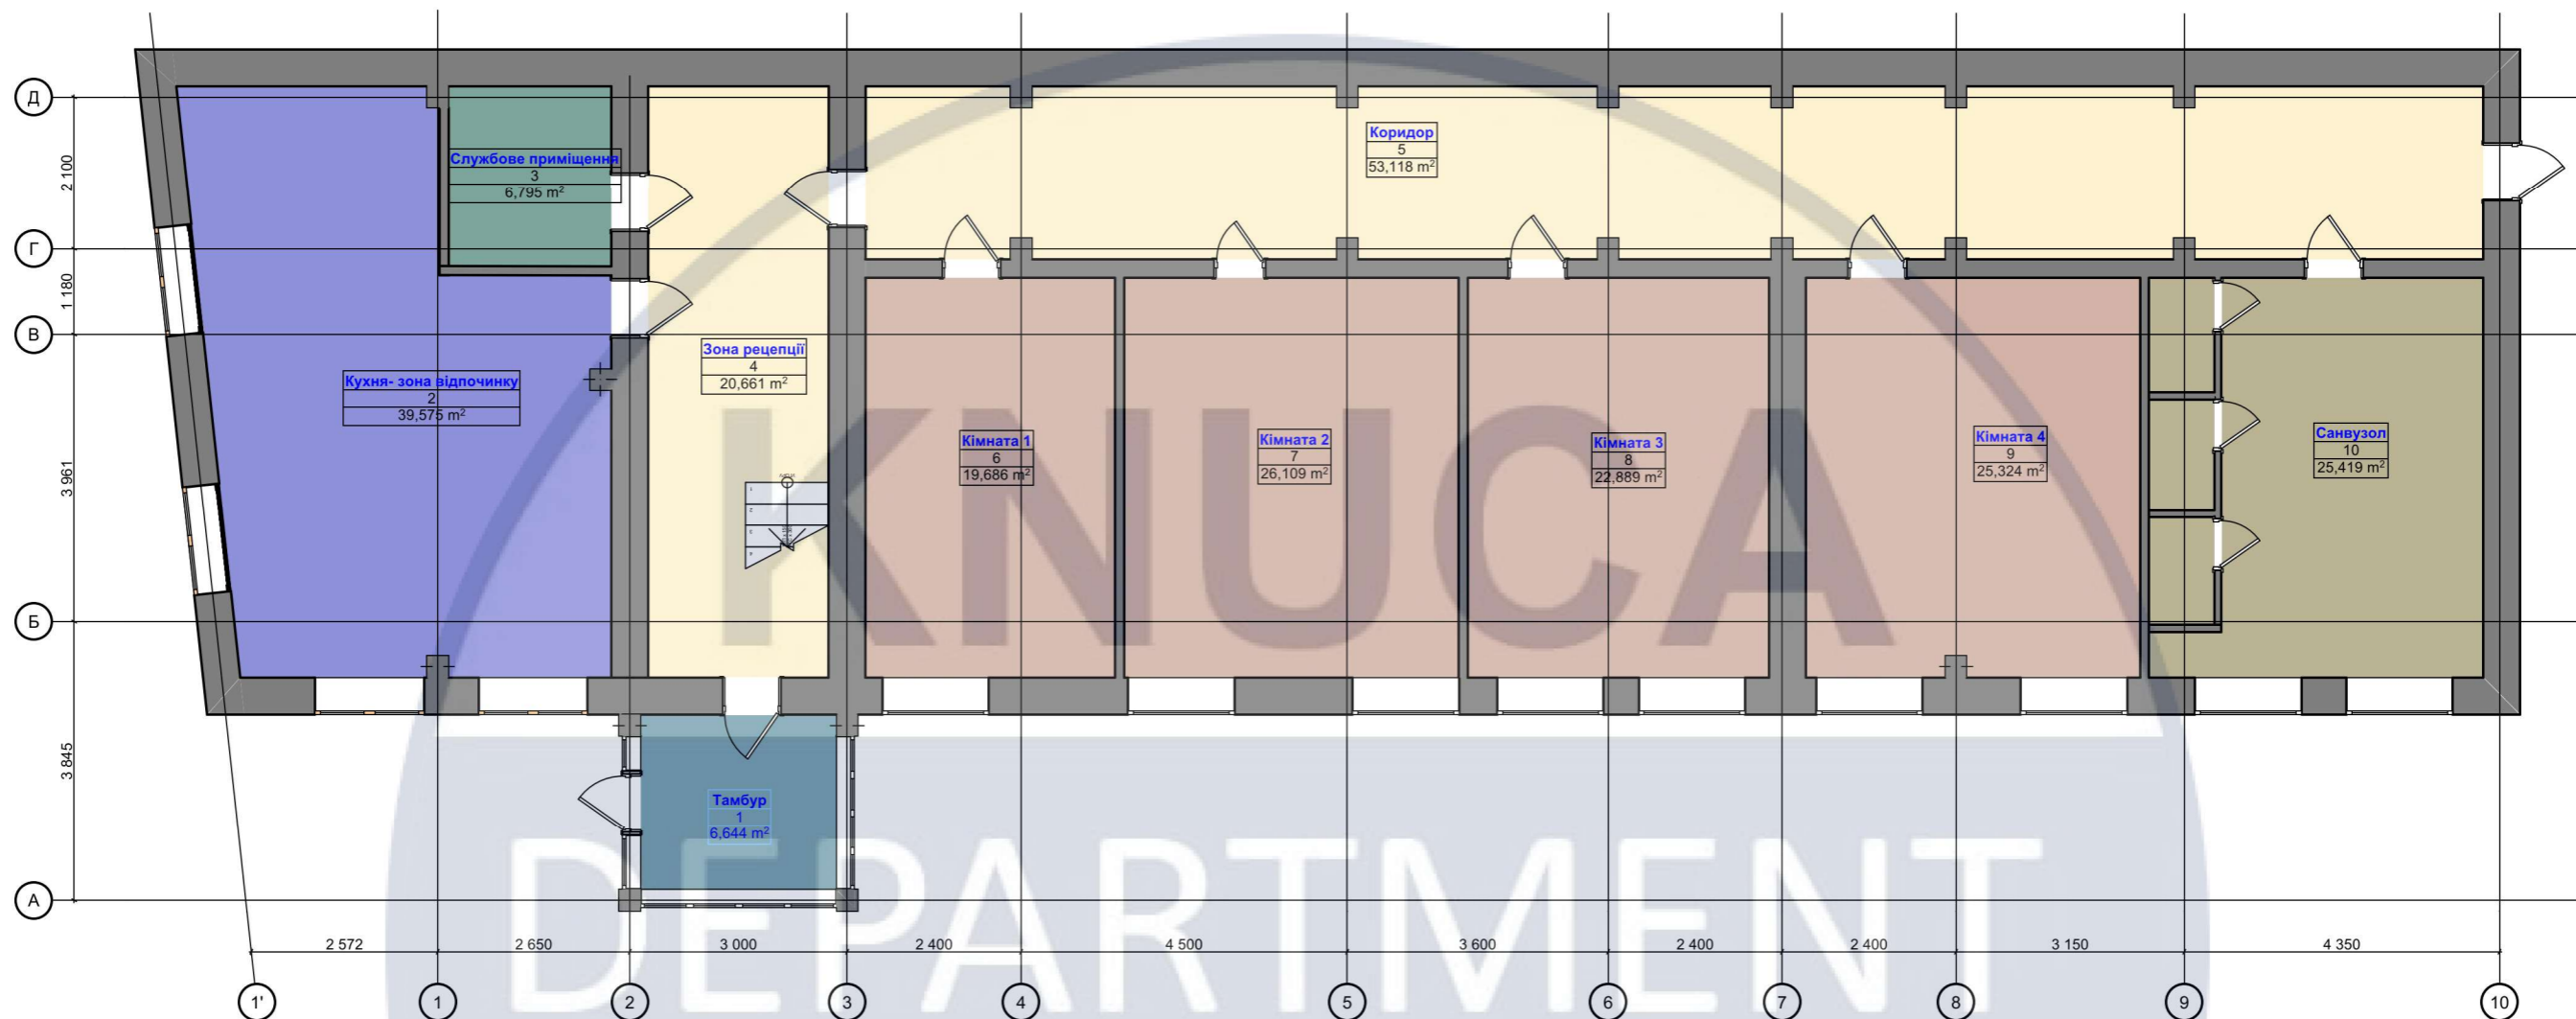 Д
Г
В
Б
А
2 100
1 180
3 961
3 845
Службове приміщення
3
6,795 m²
Коридор
5
53,118 m²
Зона рецепції
4
20,661 m²
Кухня- зона відпочинку
2
39,575 m²
Кімната 1
6
19,686 m²
Кімната 2
7
26,109 m²
Кімната 3
8
22,889 m²
Кімната 4
9
25,324 m²
Санвузол
10
25,419 m²
KNUCA
Тамбур
1
6,644 m²
DEPARTMENT
2 572 2 650 3 000 2 400 4 500 3 600 2 400 2 400 3 150 4 350
1' 1 2 3 4 5 6 7 8 9 10